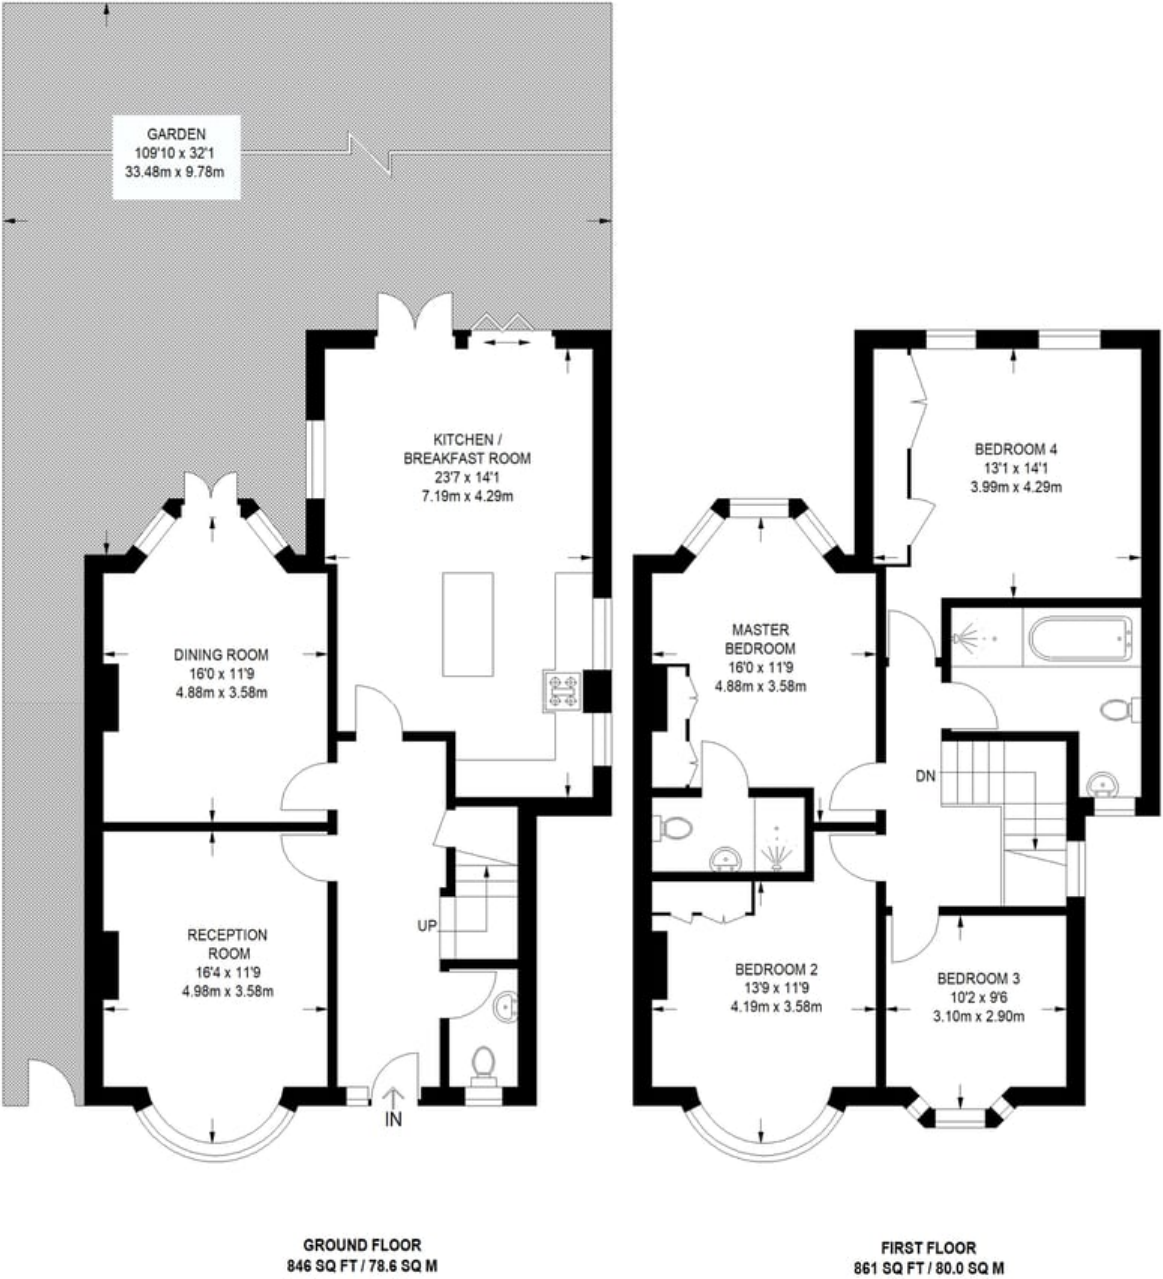 GARDEN
109'10 x 32'1
33.48m x 9.78m
KITCHEN /
BREAKFAST ROOM
23'7 x 14'1
7.19m x 4.29m
DINING ROOM
16'0 x 11'9
4.88m x 3.58m
RECEPTION
ROOM
16'4 x 11'9
4.98m x 3.58m
UP
IN
GROUND FLOOR
846 SQ FT / 78.6 SQ M
BEDROOM 4
13'1 x 14'1
3.99m x 4.29m
MASTER
BEDROOM
16'0 x 11'9
4.88m x 3.58m
DN
BEDROOM 2
13'9 x 11'9
4.19m x 3.58m
BEDROOM 3
10'2 x 9'6
3.10m x 2.90m
FIRST FLOOR
861 SQ FT / 80.0 SQ M